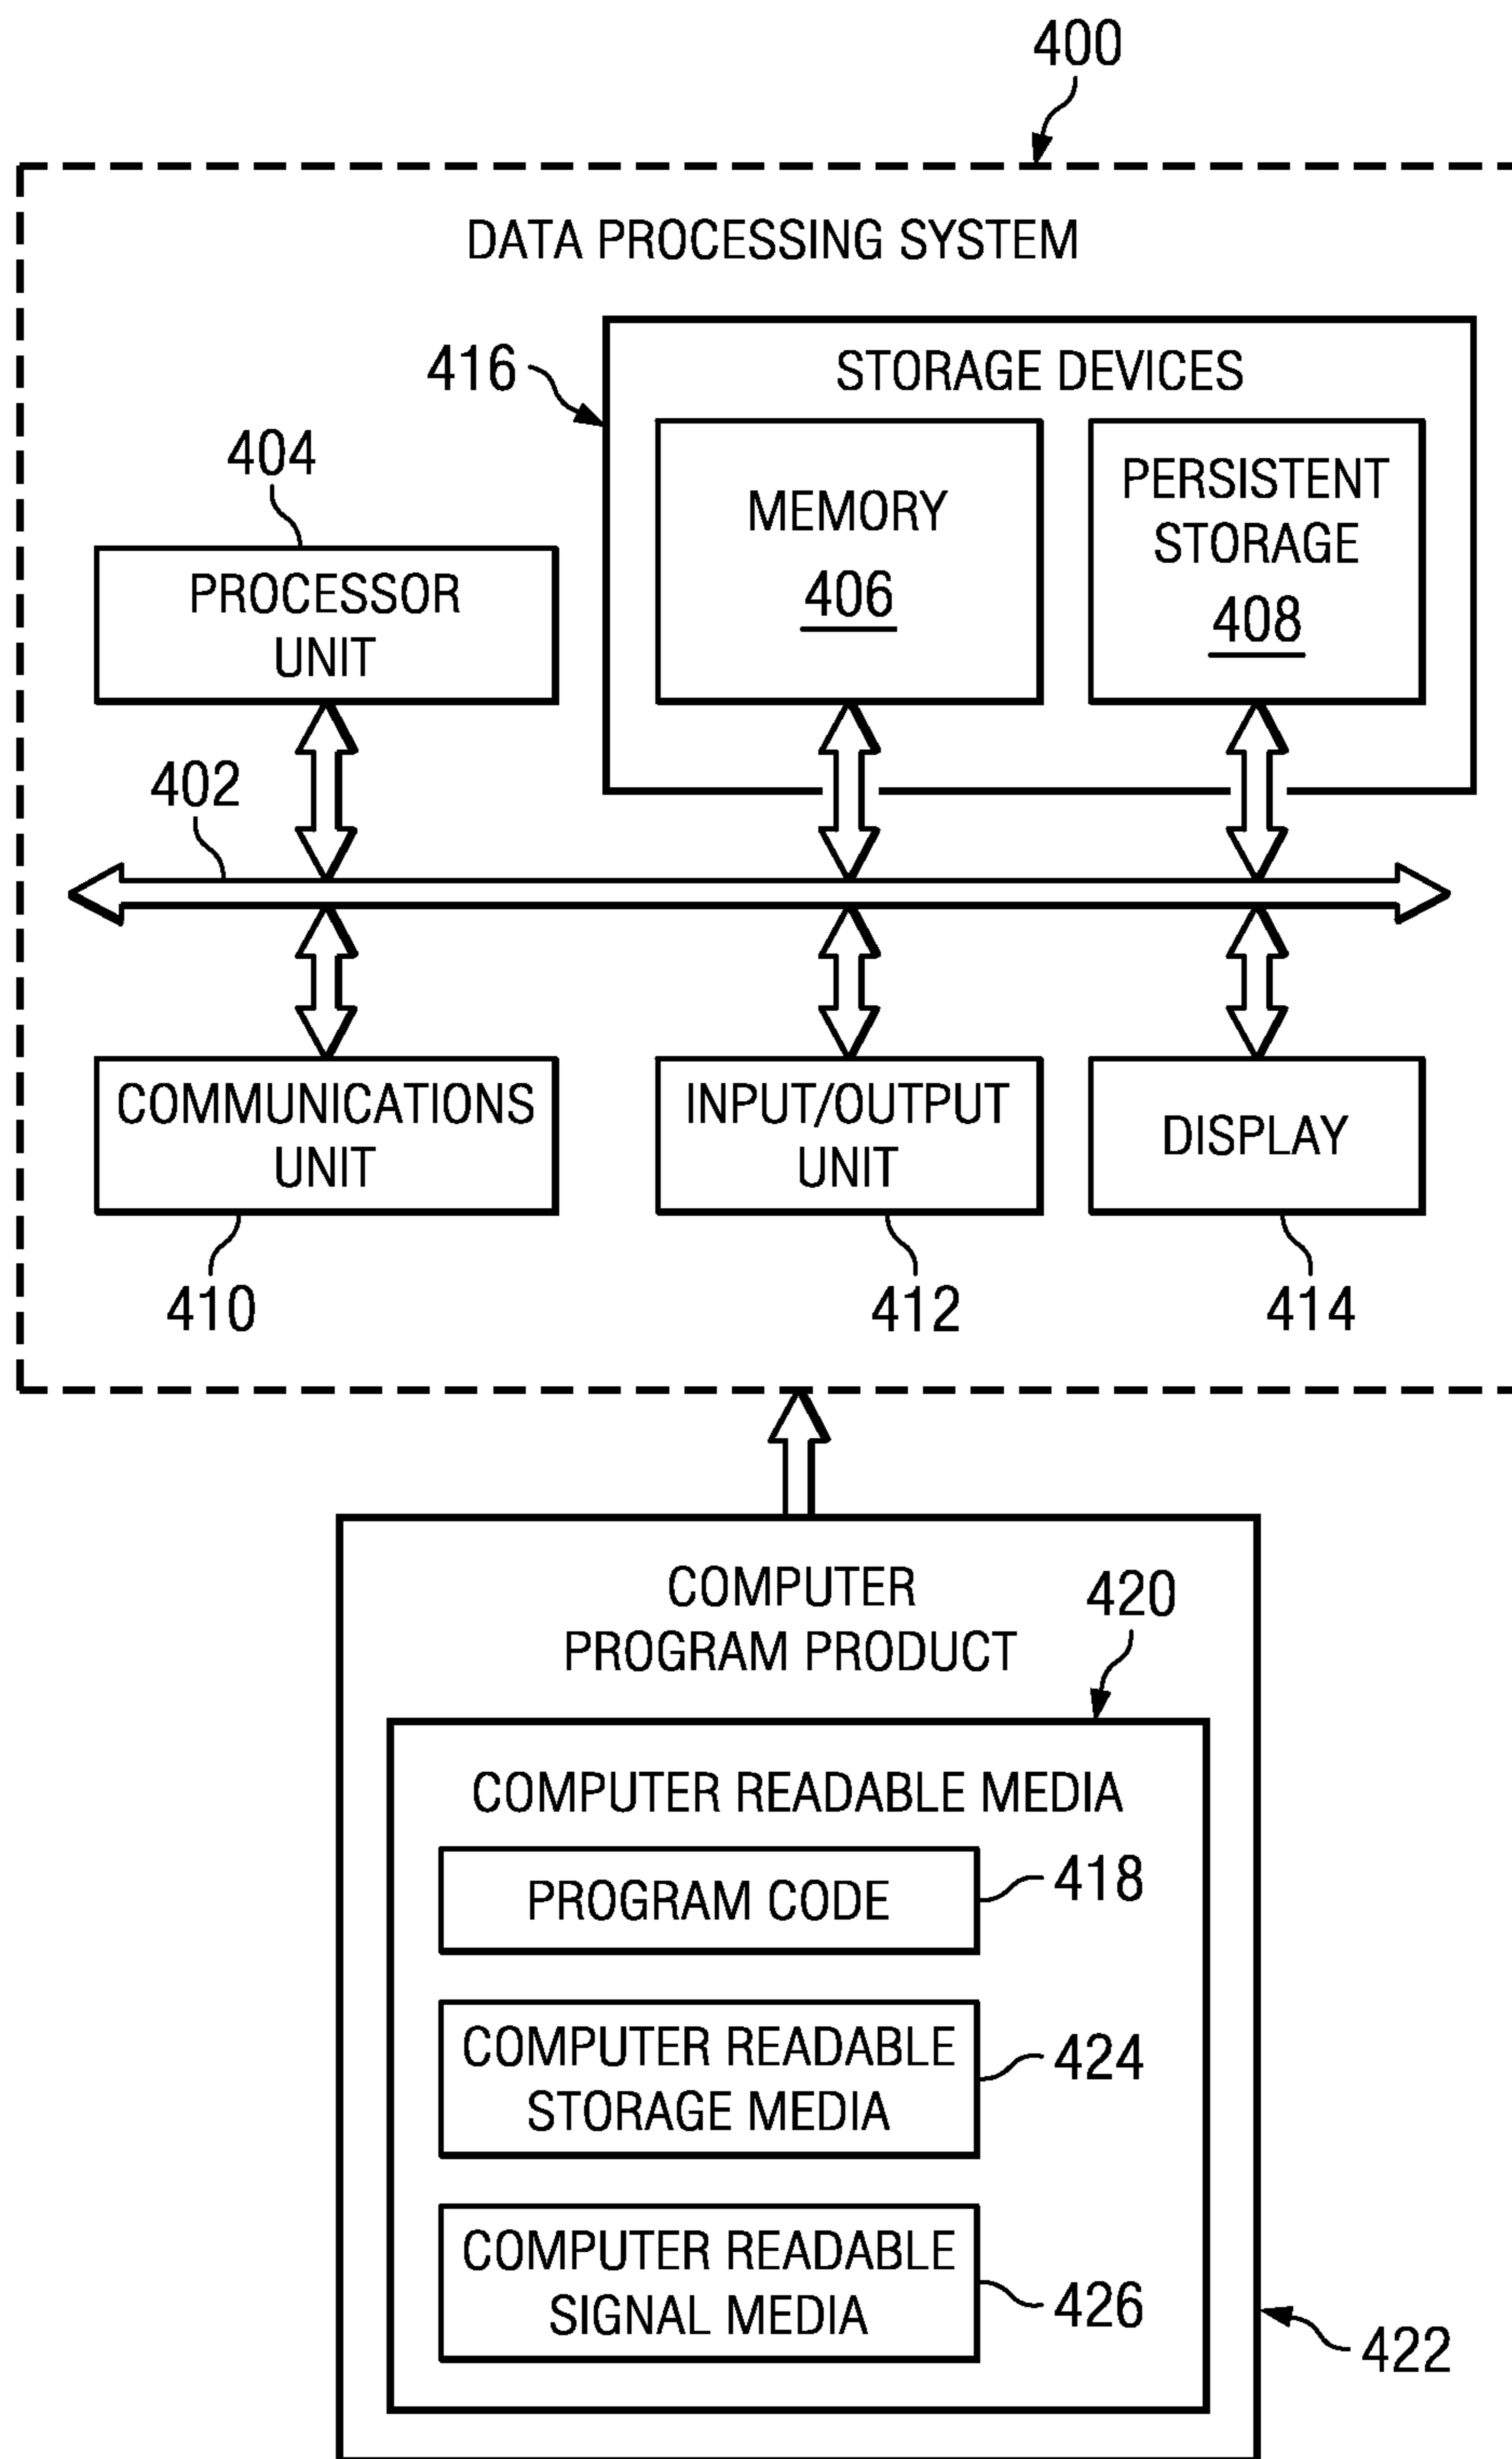 400
DATA PROCESSING SYSTEM
416
STORAGE DEVICES
404
MEMORY
406
PERSISTENT
STORAGE
408
PROCESSOR
UNIT
402
COMMUNICATIONS
UNIT
INPUT/OUTPUT
UNIT
DISPLAY
410
412
414
COMPUTER
PROGRAM PRODUCT
420
COMPUTER READABLE MEDIA
PROGRAM CODE
418
COMPUTER READABLE
STORAGE MEDIA
424
COMPUTER READABLE
SIGNAL MEDIA
426
422